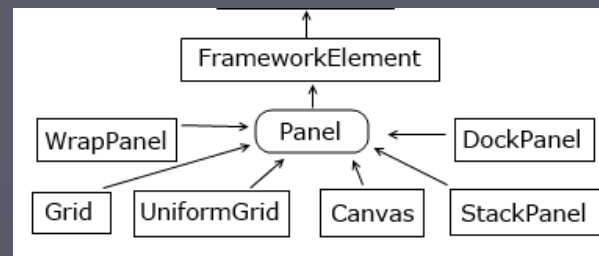 FrameworkElement
Panel
WrapPanel
DockPanel
Grid
UniformGrid
Canvas
StackPanel